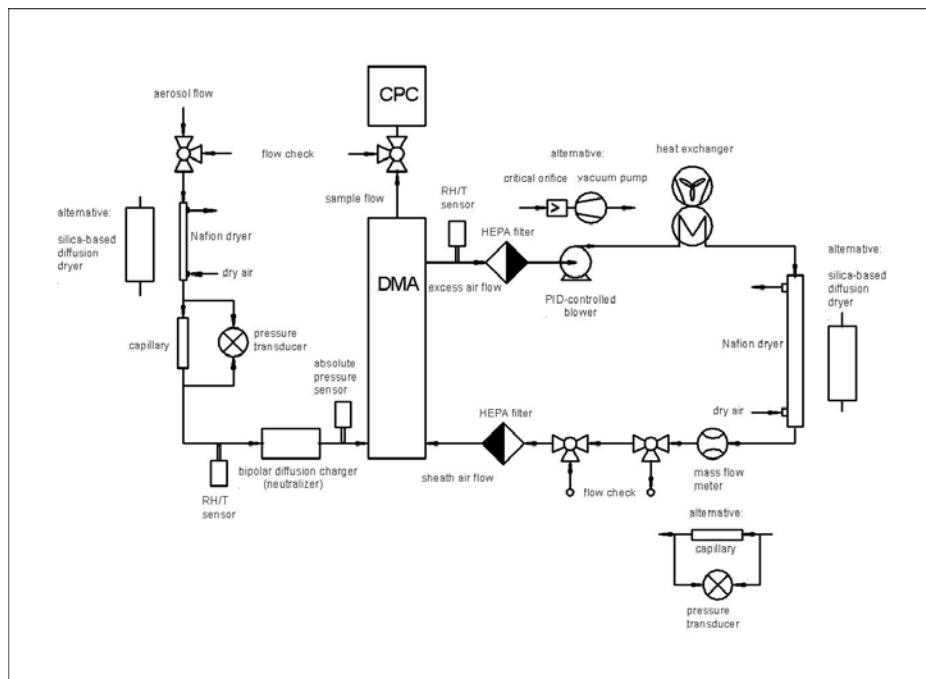 CPC
aerosol flow
flow check
sample flow
alternative:
silica-based
diffusion
dryer
Nafion dryer
dry air
capillary
pressure
transducer
RH/T
sensor
bipolar diffusion charger
(neutralizer)
absolute
pressure
sensor
DMA
RH/T
sensor
HEPA filter
excess air flow
alternative:
critical orifice
vacuum pump
heat exchanger
PID-controlled
blower
alternative:
silica-based
diffusion
dryer
Nafion dryer
dry air
HEPA filter
sheath air flow
flow check
mass flow
meter
alternative:
capillary
pressure
transducer